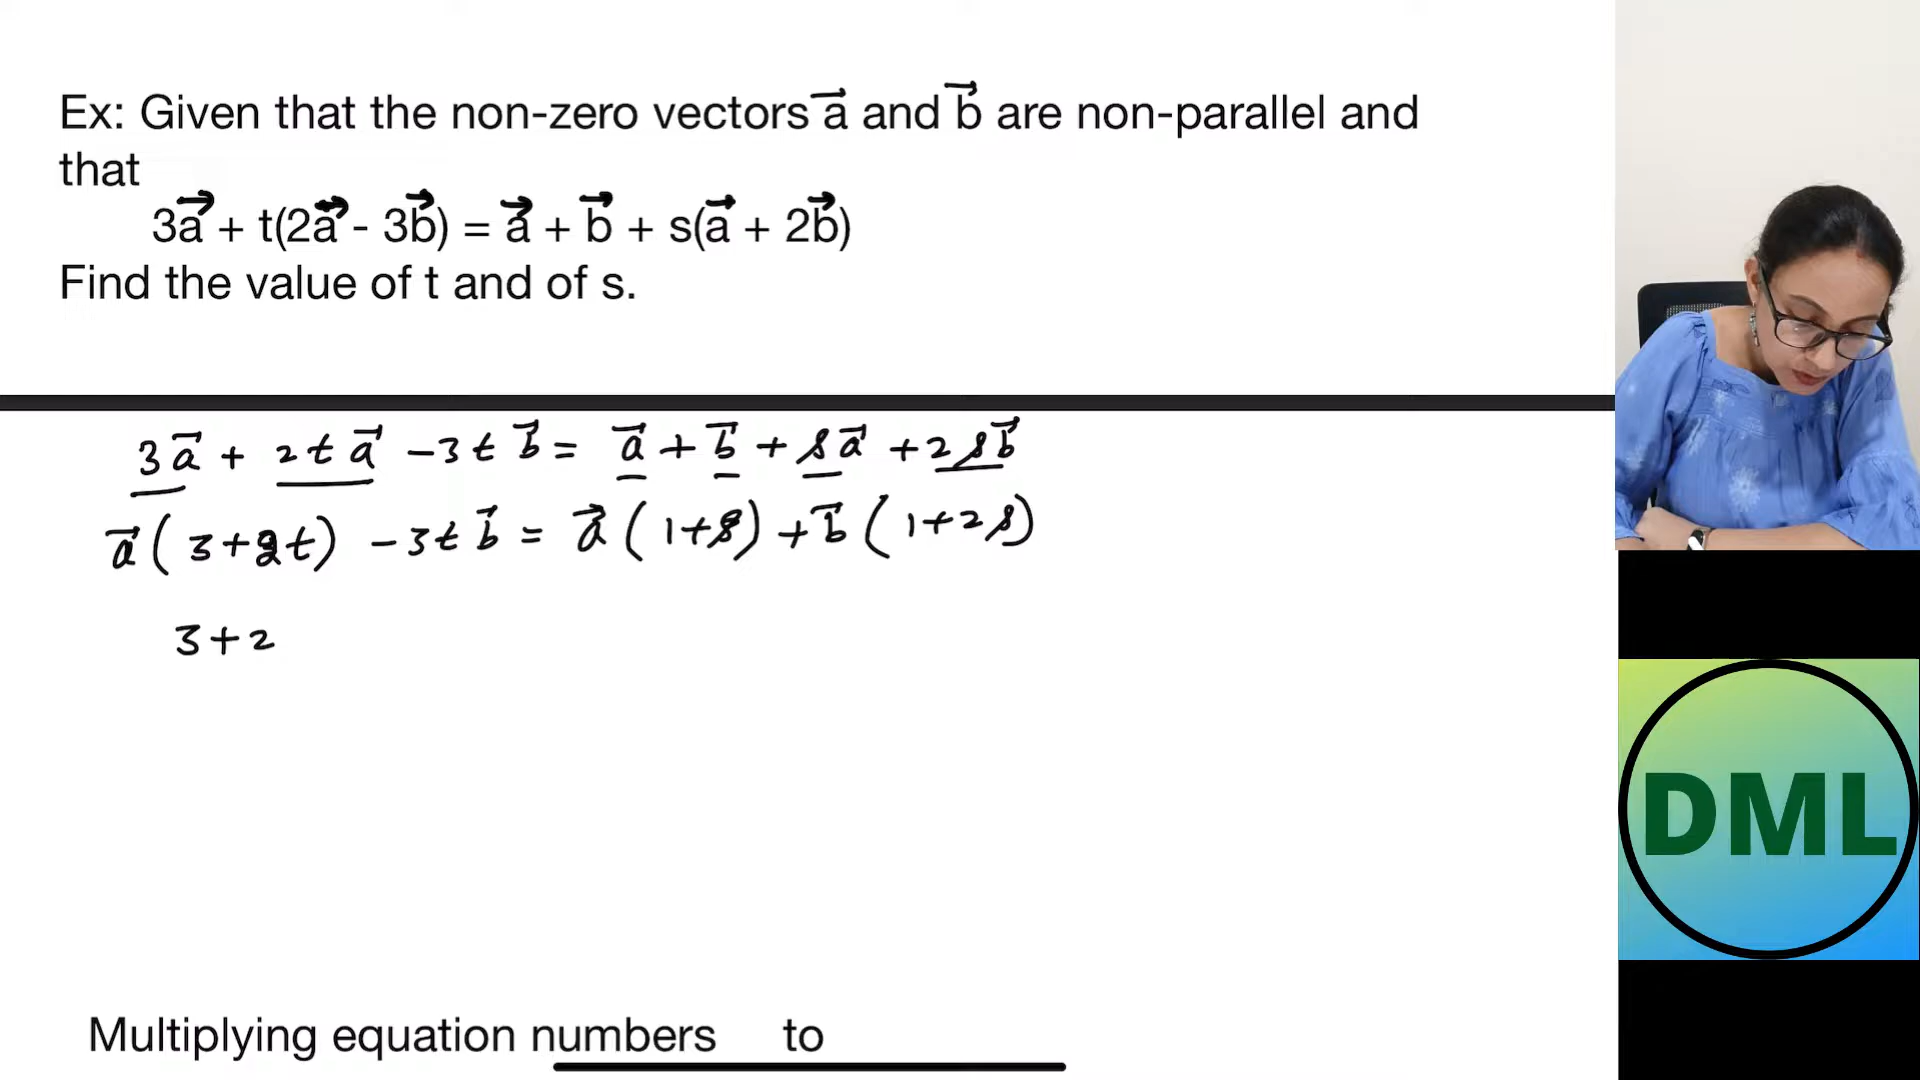 Ex: Given that the non-zero vectors a⃗ and b⃗ are non-parallel and
that
3a⃗ + t(2a⃗ - 3b⃗) = a⃗ + b⃗ + s(a⃗ + 2b⃗)
Find the value of t and of s.
3a⃗ + 2ta⃗ -3tb⃗ = a⃗ + b⃗ + sa⃗ + 2sb⃗
a⃗(3+2t) -3tb⃗ = a⃗(1+s) + b⃗(1+2s)
3+2
Multiplying equation numbers to
DML